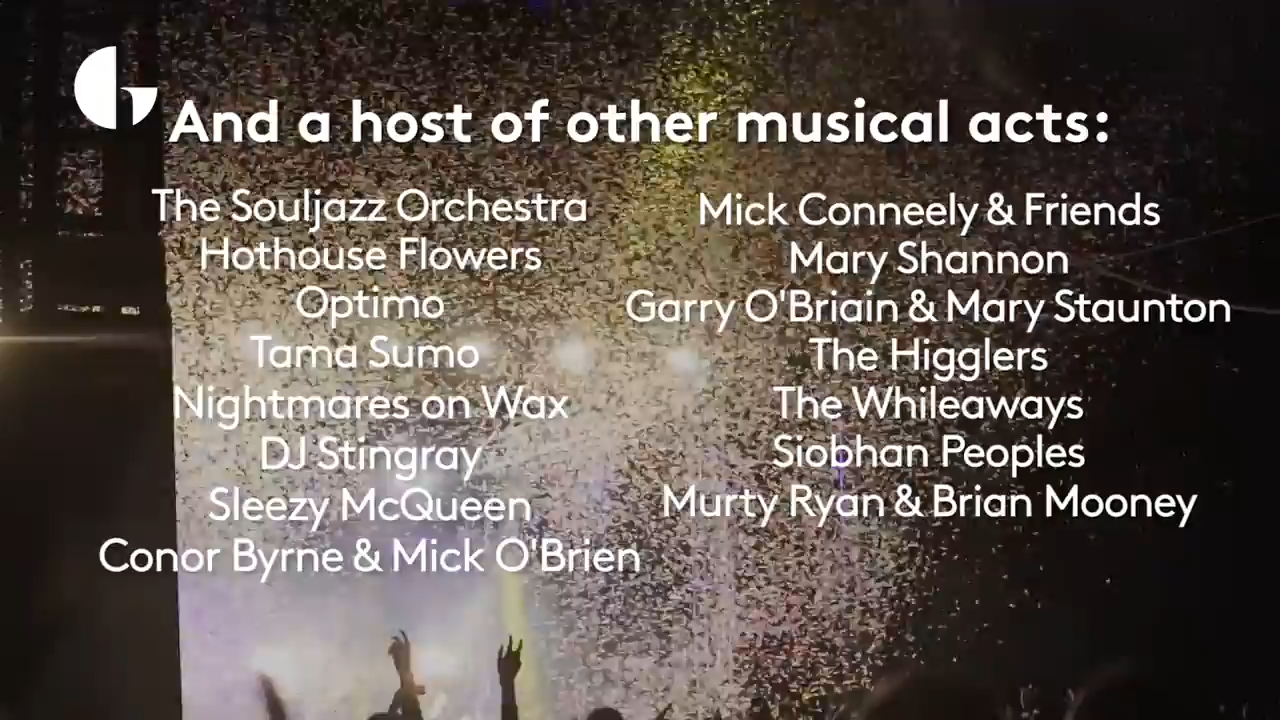 And a host of other musical acts:
The Souljazz Orchestra
Hothouse Flowers
Optimo
Tama Sumo
Nightmares on Wax
DJ Stingray
Sleezy McQueen
Conor Byrne & Mick O'Brien
Mick Conneely & Friends
Mary Shannon
Garry O'Briain & Mary Staunton
The Higglers
The Whileaways
Siobhan Peoples
Murty Ryan & Brian Mooney